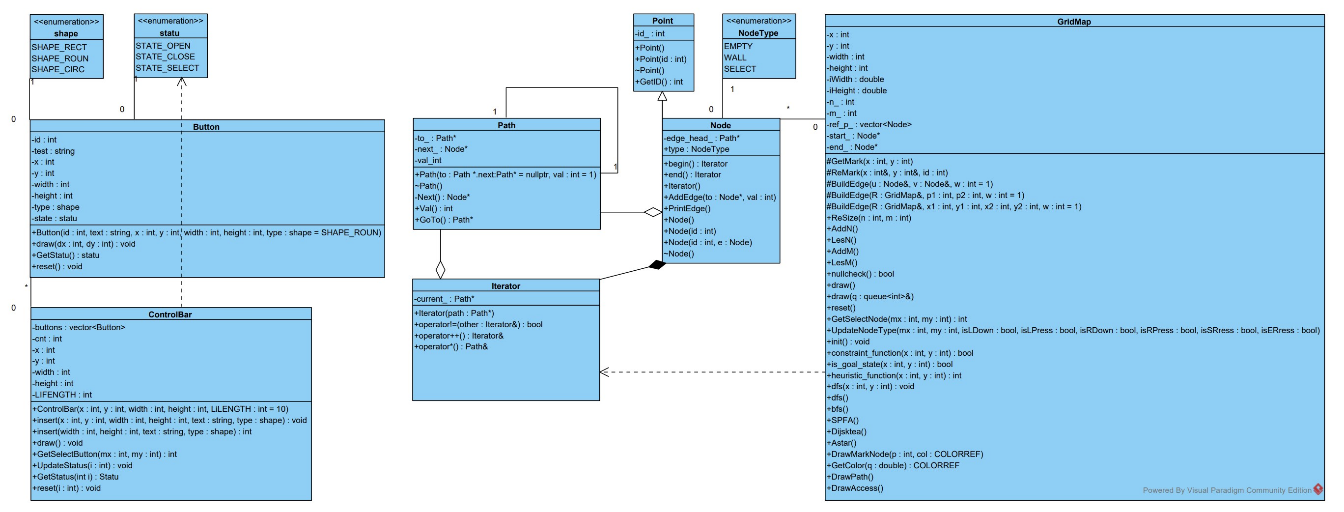 <<enumeration>>
shape
SHAPE_RECT
SHAPE_ROUN
SHAPE_CIRC
1
0
<<enumeration>>
statu
STATE_OPEN
STATE_CLOSE
STATE_SELECT
1
0
Button
-id : int
-test : string
-x : int
-y : int
-width : int
-height : int
-type : shape
-state : statu
+Button(id : int, text : string, x : int, y : int, width : int, height : int, type : shape = SHAPE_ROUN)
+draw(dx : int, dy : int) : void
+GetStatu() : statu
+reset() : void
*
0
ControlBar
-buttons : vector<Button>
-cnt : int
-x : int
-y : int
-width : int
-height : int
-LIFENGTH : int
+ControlBar(x : int, y : int, width : int, height : int, LiLENGTH : int = 10)
+insert(x : int, y : int, width : int, height : int, text : string, type : shape) : void
+insert(width : int, height : int, text : string, type : shape) : int
+draw() : void
+GetSelectButton(mx : int, my : int) : int
+UpdateStatus(i : int) : void
+GetStatus(int i) : Statu
+reset(i : int) : void
Path
-to_ : Path*
-next_ : Node*
-val_int
+Path(to : Path *.next:Path* = nullptr, val : int = 1)
~Path()
-Next() : Node*
+Val() : int
+GoTo() : Path*
1
1
Iterator
-current_ : Path*
+Iterator(path : Path*)
+operator!=(other : Iterator&) : bool
+operator++() : Iterator&
+operator*() : Path&
Point
-id_ : int
+Point()
+Point(id : int)
~Point()
+GetID() : int
<<enumeration>>
NodeType
EMPTY
WALL
SELECT
1
0
Node
-edge_head_ : Path*
+type : NodeType
+begin() : Iterator
+end() : Iterator
+Iterator()
+AddEdge(to : Node*, val : int)
+PrintEdge()
+Node()
+Node(id : int)
+Node(id : int, e : Node)
~Node()
*
0
GridMap
-x : int
-y : int
-width : int
-height : int
-iWidth : double
-iHeight : double
-n_ : int
-m_ : int
-ref_p_ : vector<Node>
-start_ : Node*
-end_ : Node*
#GetMark(x : int, y : int)
#ReMark(x : int&, y : int&, id : int)
#BuildEdge(u : Node&, v : Node&, w : int = 1)
#BuildEdge(R : GridMap&, p1 : int, p2 : int, w : int = 1)
#BuildEdge(R : GridMap&, x1 : int, y1 : int, x2 : int, y2 : int, w : int = 1)
+ReSize(n : int, m : int)
+AddN()
+LesN()
+AddM()
+LesM()
+nullcheck() : bool
+draw()
+draw(q : queue<int>&)
+reset()
+GetSelectNode(mx : int, my : int) : int
+UpdateNodeType(mx : int, my : int, isLDown : bool, isLPress : bool, isRDown : bool, isRPress : bool, isSRress : bool, isERress : bool)
+init() : void
+constraint_function(x : int, y : int) : bool
+is_goal_state(x : int, y : int) : bool
+heuristic_function(x : int, y : int) : int
+dfs(x : int, y : int) : void
+dfs()
+bfs()
+SPFA()
+Dijsktea()
+Astar()
+DrawMarkNode(p : int, col : COLORREF)
+GetColor(q : double) : COLORREF
+DrawPath()
+DrawAccess()
Powered By Visual Paradigm Community Edition